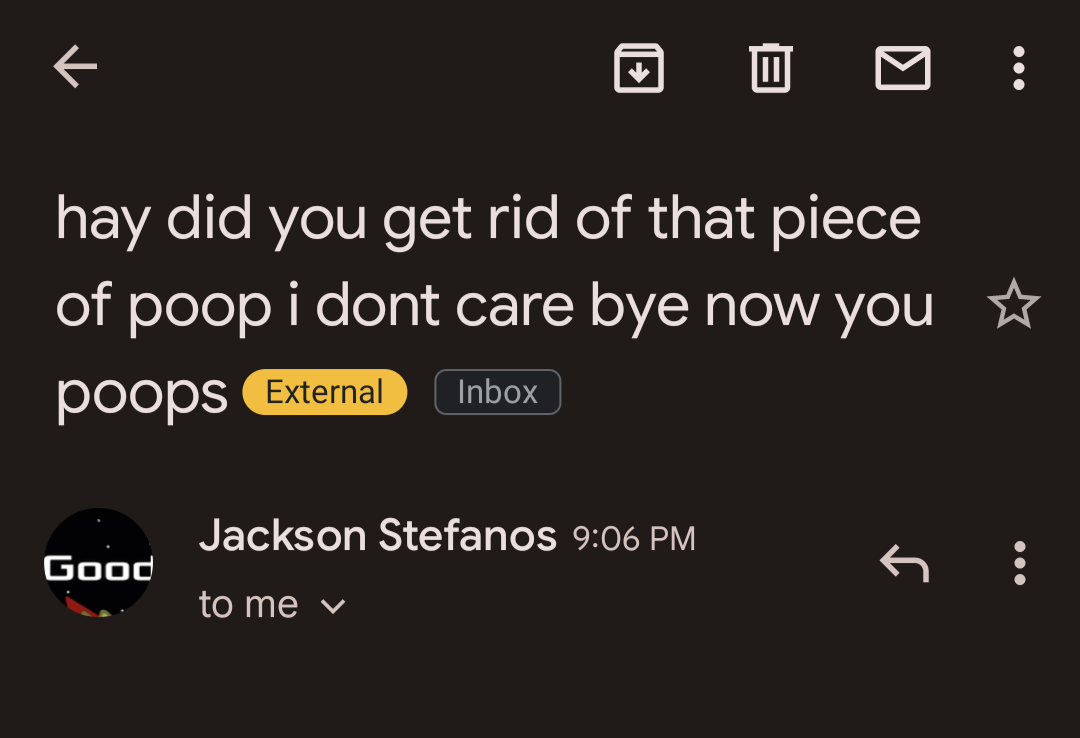 hay did you get rid of that piece
of poop i dont care bye now you
poops External Inbox
Good
Jackson Stefanos 9:06 PM
to me